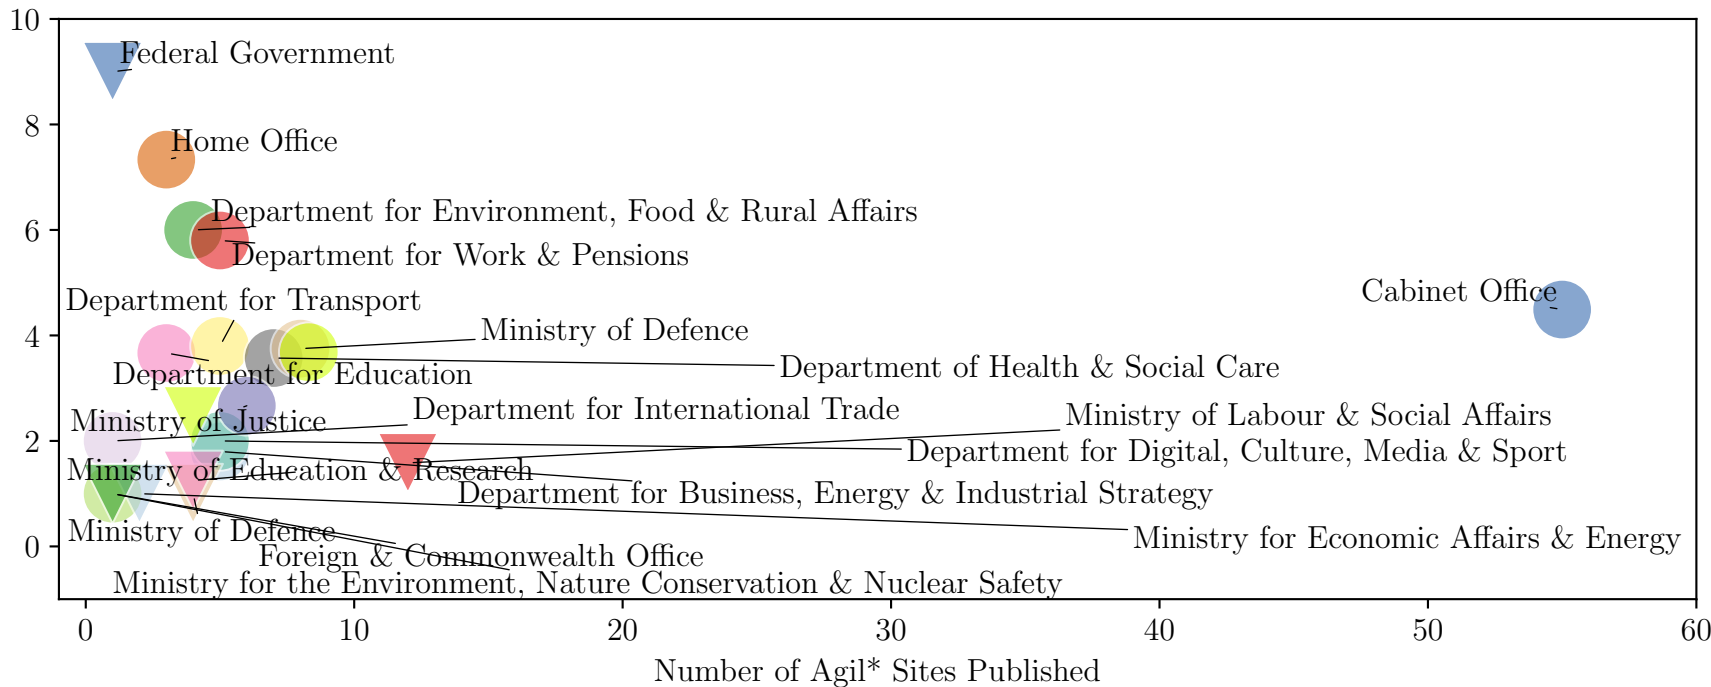 10
Federal Government
8
Home Office
Department for Environment, Food & Rural Affairs
6
Department for Work & Pensions
Cabinet Office
Department for Transport
4
Ministry of Defence
Department of Health & Social Care
Department for Education
Department for International Trade
Ministry of Labour & Social Affairs
Ministry of Justice
2
Department for Digital, Culture, Media & Sport
Ministry of Education & Research
Department for Business, Energy & Industrial Strategy
Ministry of Defence
Ministry for Economic Affairs & Energy
0
Foreign & Commonwealth Office
Ministry for the Environment, Nature Conservation & Nuclear Safety
0 10 20 30 40 50 60
Number of Agil* Sites Published